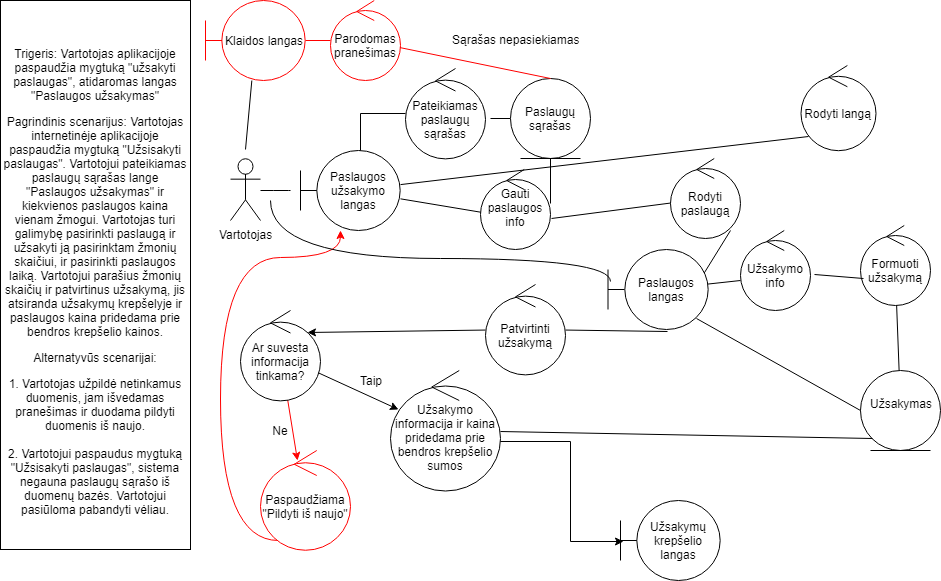 Trigeris: Vartotojas aplikacijoje
paspaudžia mygtuką "užsakyti
paslaugas", atidaromas langas
"Paslaugos užsakymas"
Pagrindinis scenarijus: Vartotojas
internetinėje aplikacijoje
paspaudžia mygtuką "Užsisakyti
paslaugas". Vartotojui pateikiamas
paslaugų sąrašas lange
"Paslaugos užsakymas" ir
kiekvienos paslaugos kaina
vienam žmogui. Vartotojas turi
galimybę pasirinkti paslaugą ir
užsakyti ją pasirinktam žmonių
skaičiui, ir pasirinkti paslaugos
laiką. Vartotojui parašius žmonių
skaičių ir patvirtinus užsakymą, jis
atsiranda užsakymų krepšelyje ir
paslaugos kaina pridedama prie
bendros krepšelio kainos.
Alternatyvūs scenarijai:
1. Vartotojas užpildė netinkamus
duomenis, jam išvedamas
pranešimas ir duodama pildyti
duomenis iš naujo.
2. Vartotojui paspaudus mygtuką
"Užsisakyti paslaugas", sistema
negauna paslaugų sąrašo iš
duomenų bazės. Vartotojui
pasiūloma pabandyti vėliau.
Klaidos langas
Parodomas
pranešimas
Sąrašas nepasiekiamas
Pateikiamas
paslaugų
sąrašas
Paslaugų
sąrašas
Rodyti langą
Vartotojas
Paslaugos
užsakymo
langas
Gauti
paslaugos
info
Rodyti
paslaugą
Paslaugos
langas
Užsakymo
info
Formuoti
užsakymą
Patvirtinti
užsakymą
Ar suvesta
informacija
tinkama?
Taip
Ne
Užsakymo
informacija ir kaina
pridedama prie
bendros krepšelio
sumos
Užsakymas
Paspaudžiama
"Pildyti iš naujo"
Užsakymų
krepšelio
langas